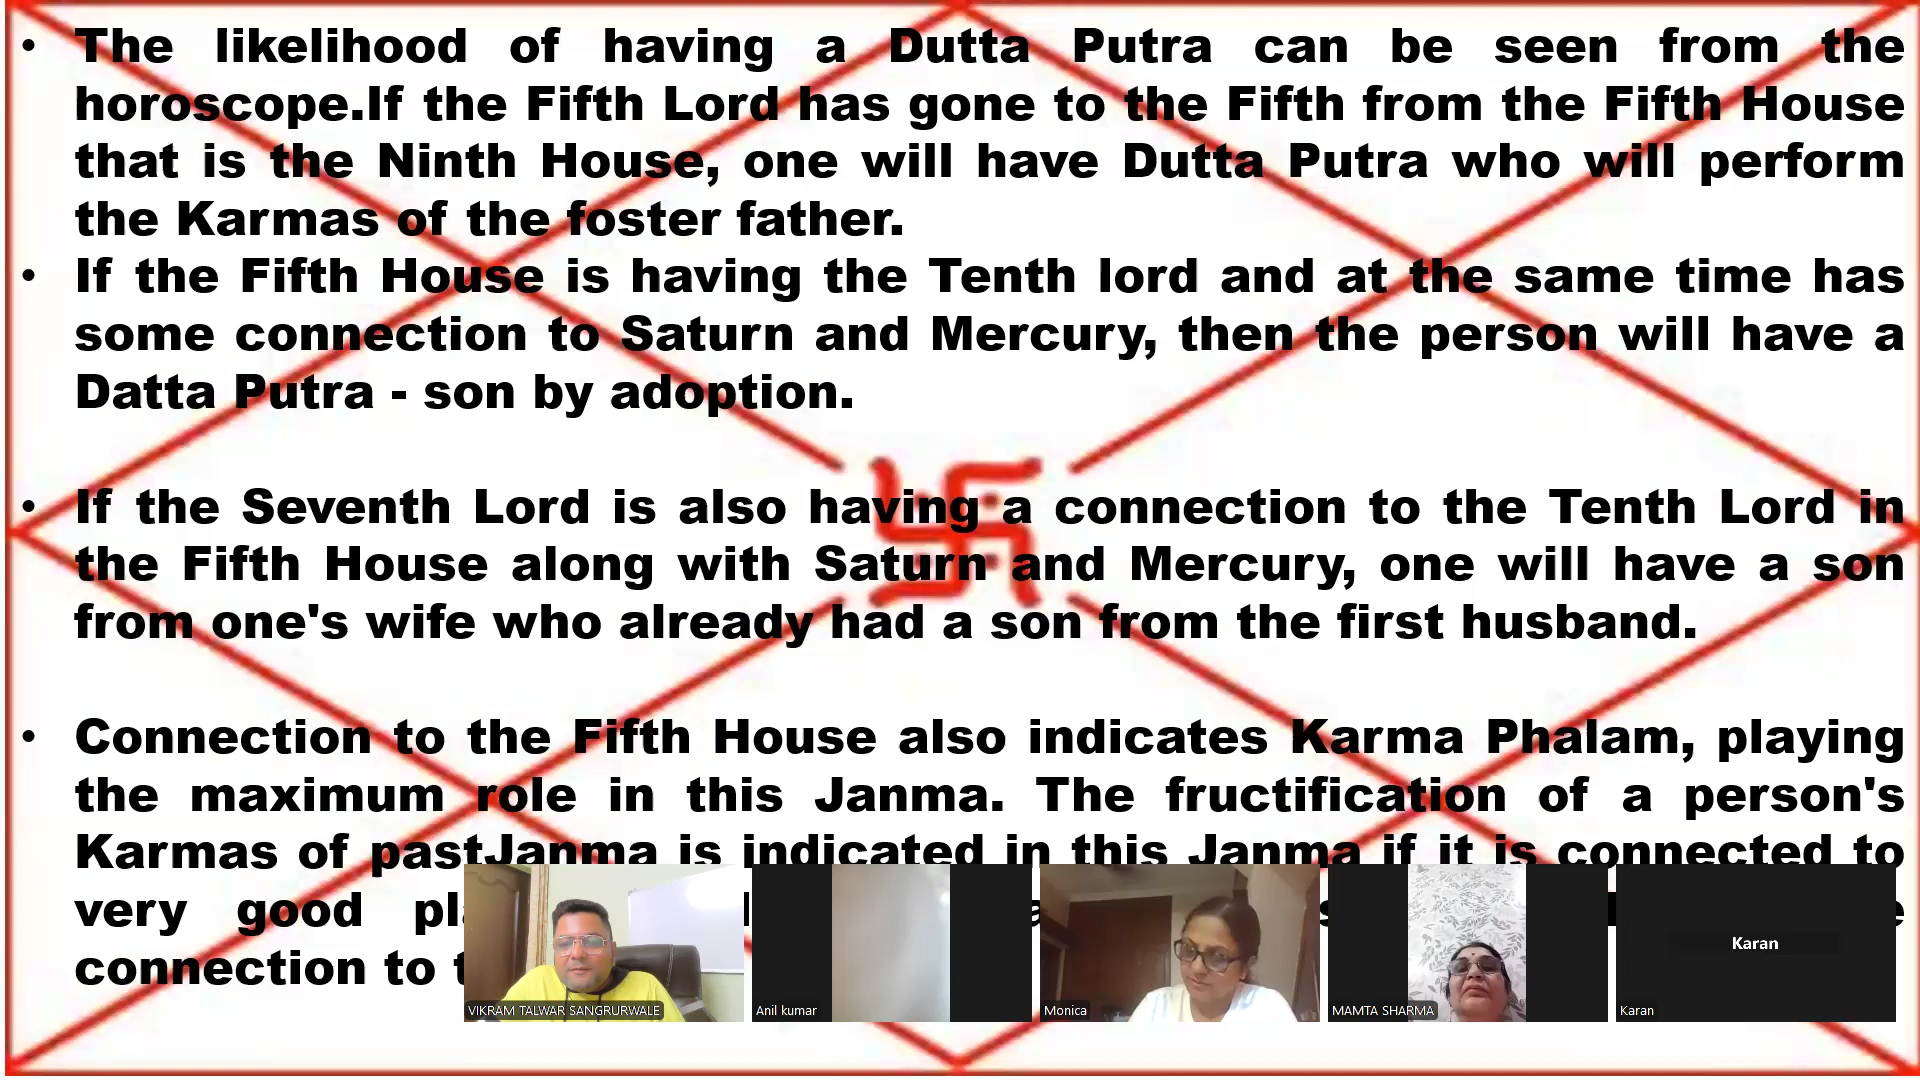 • The likelihood of having a Dutta Putra can be seen from the
horoscope.If the Fifth Lord has gone to the Fifth from the Fifth House
that is the Ninth House, one will have Dutta Putra who will perform
the Karmas of the foster father.
• If the Fifth House is having the Tenth lord and at the same time has
some connection to Saturn and Mercury, then the person will have a
Datta Putra - son by adoption.
• If the Seventh Lord is also having a connection to the Tenth Lord in
the Fifth House along with Saturn and Mercury, one will have a son
from one's wife who already had a son from the first husband.
• Connection to the Fifth House also indicates Karma Phalam, playing
the maximum role in this Janma. The fructification of a person's
Karmas of pastJanma is indicated in this Janma if it is connected to
very good
connection to
VIKRAM TALWAR SANGRURWALE
Anil kumar
Monica
MAMTA SHARMA
Karan
Karan